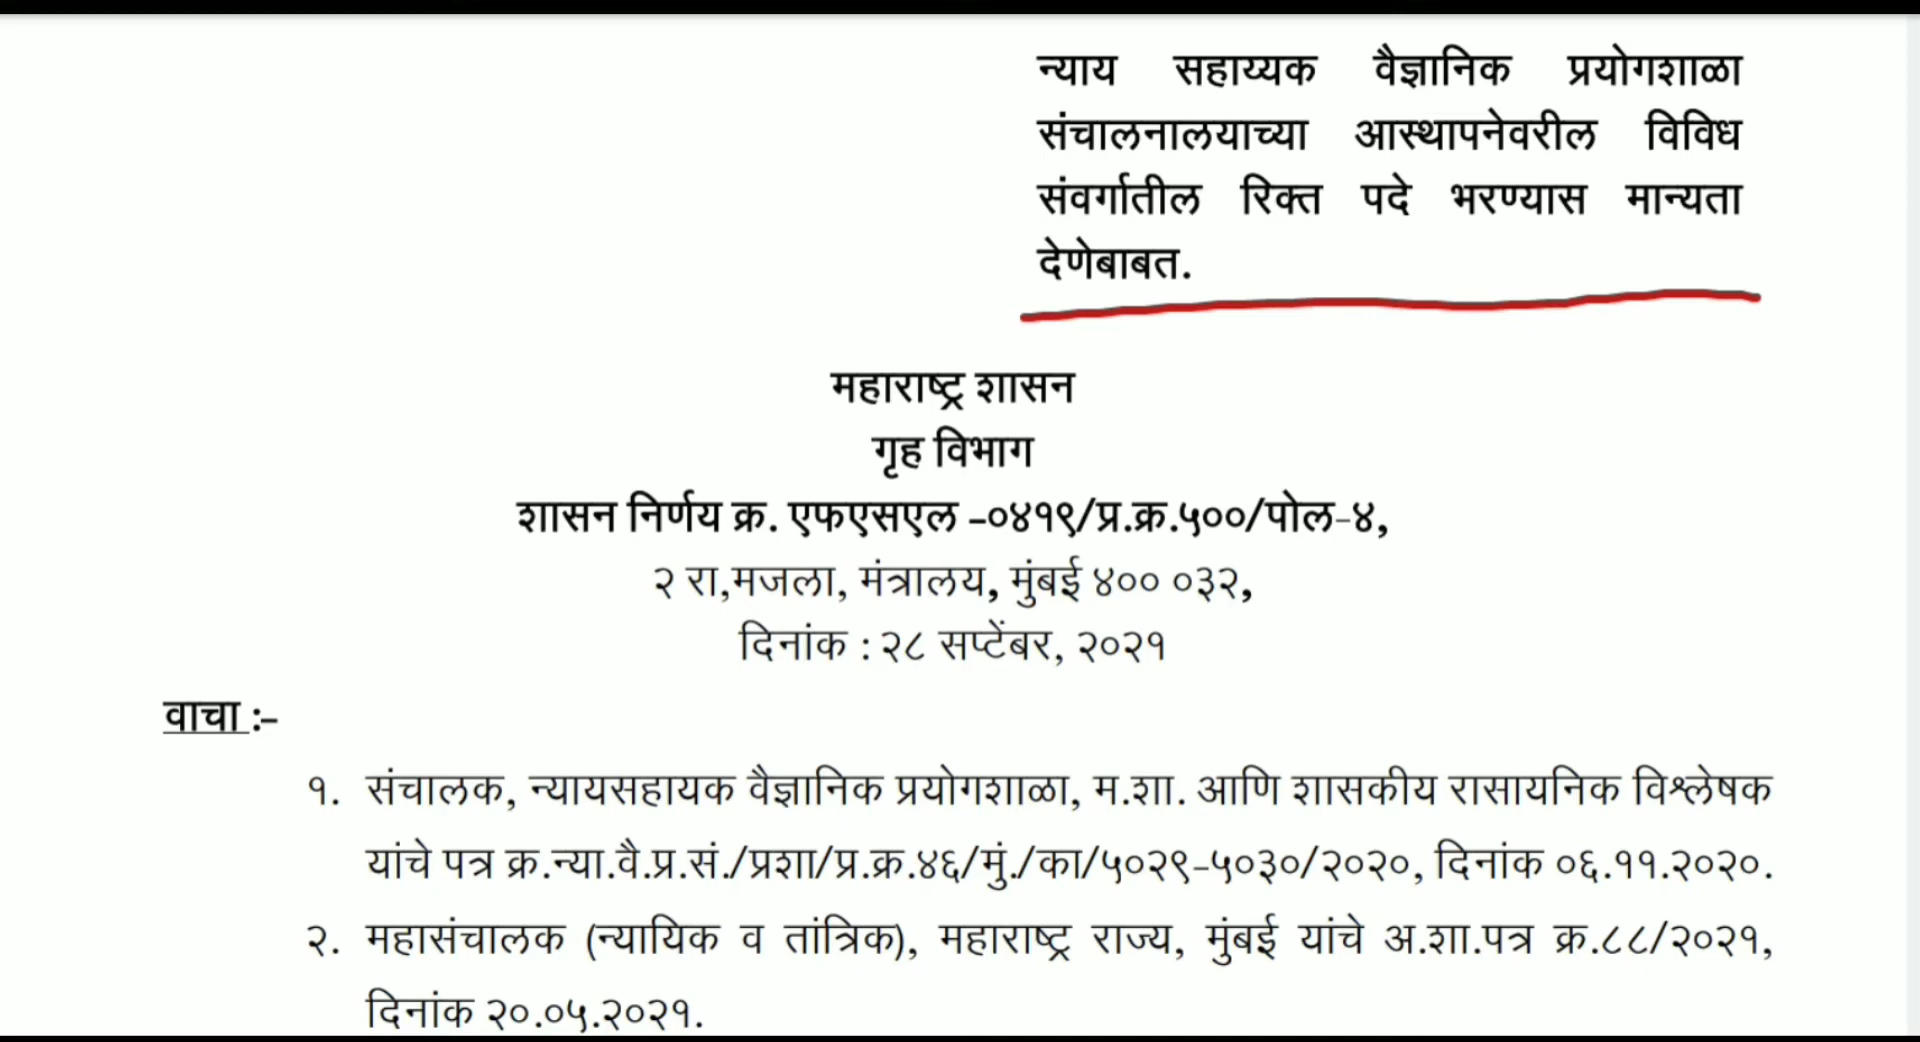 न्याय सहाय्यक वैज्ञानिक प्रयोगशाळा
संचालनालयाच्या आस्थापनेवरील विविध
संवर्गातील रिक्त पदे भरण्यास मान्यता
देणेबाबत.
महाराष्ट्र शासन
गृह विभाग
शासन निर्णय क्र. एफएसएल -०४१९/प्र.क्र.५००/पोल-४,
२ रा,मजला, मंत्रालय, मुंबई ४०० ०३२,
दिनांक : २८ सप्टेंबर, २०२१
वाचा :-
१. संचालक, न्यायसहायक वैज्ञानिक प्रयोगशाळा, म.शा. आणि शासकीय रासायनिक विश्लेषक
यांचे पत्र क्र.न्या.वै.प्र.सं./प्रशा/प्र.क्र.४६/मुं./का/५०२९-५०३०/२०२०, दिनांक ०६.११.२०२०.
२. महासंचालक (न्यायिक व तांत्रिक), महाराष्ट्र राज्य, मुंबई यांचे अ.शा.पत्र क्र.८८/२०२१,
दिनांक २०.०५.२०२१.